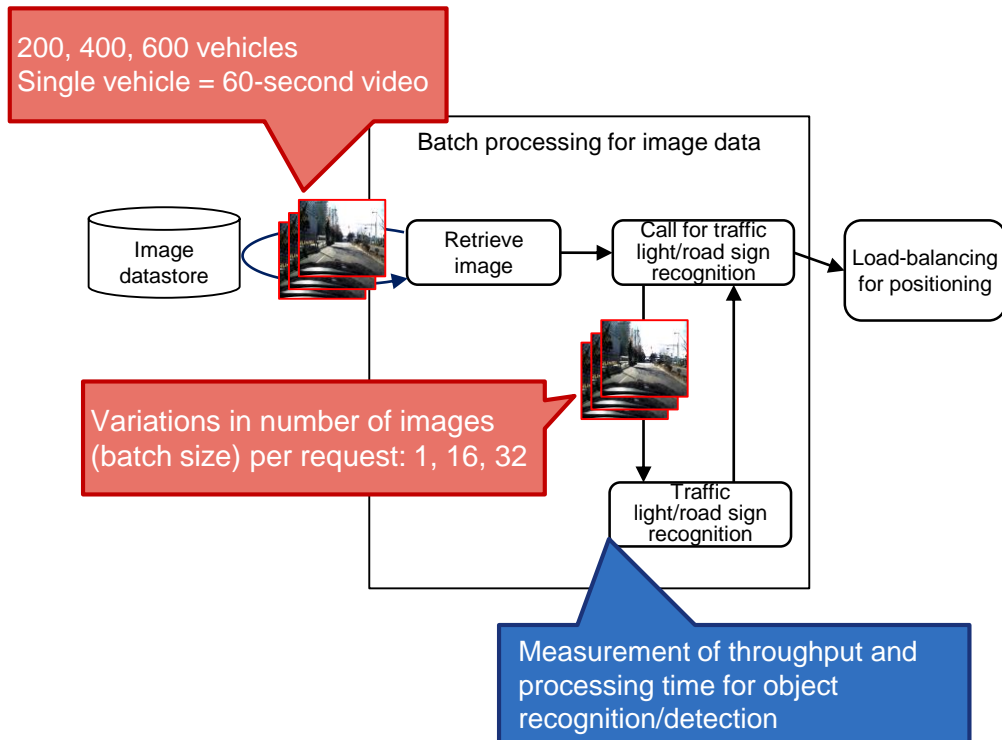 200, 400, 600 vehicles
Single vehicle = 60-second video
Batch processing for image data
Image
datastore
Retrieve
image
Call for traffic
light/road sign
recognition
Load-balancing
for positioning
Variations in number of images
(batch size) per request: 1, 16, 32
Traffic
light/road sign
recognition
Measurement of throughput and
processing time for object
recognition/detection